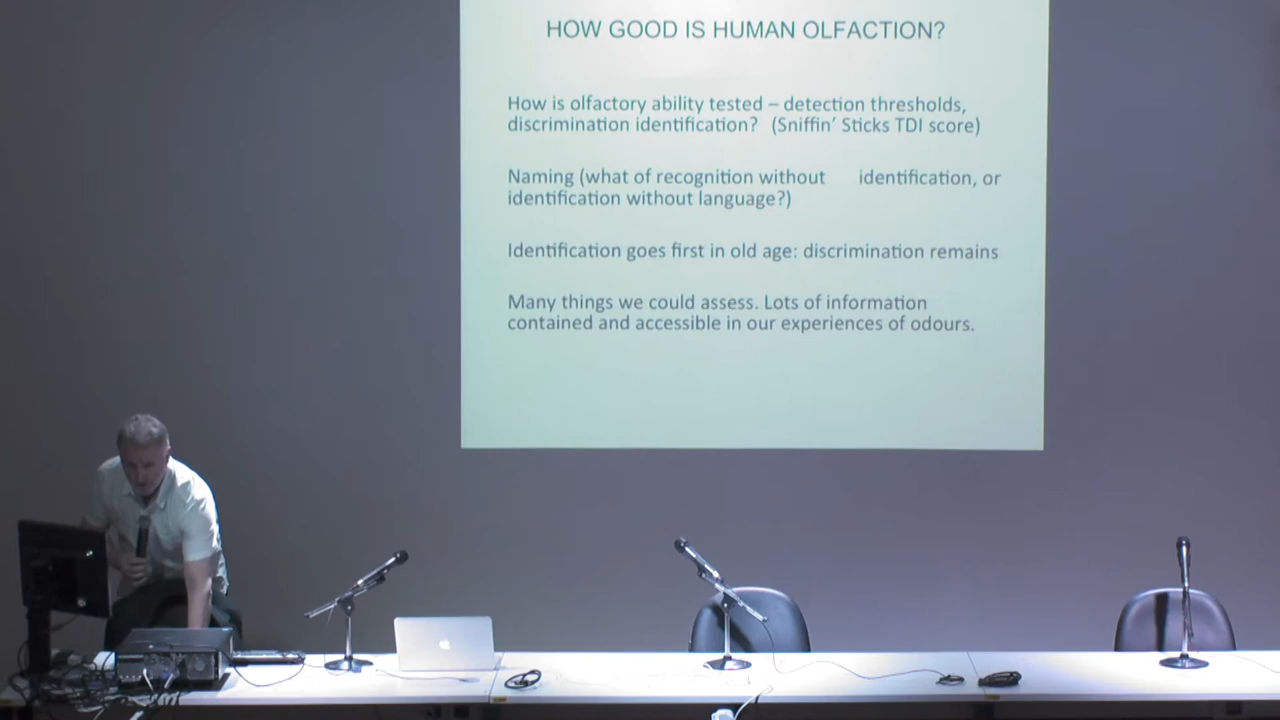 HOW GOOD IS HUMAN OLFACTION?
How is olfactory ability tested – detection thresholds,
discrimination identification? (Sniffin' Sticks TDI score)
Naming (what of recognition without identification, or
identification without language?)
Identification goes first in old age: discrimination remains
Many things we could assess. Lots of information
contained and accessible in our experiences of odours.